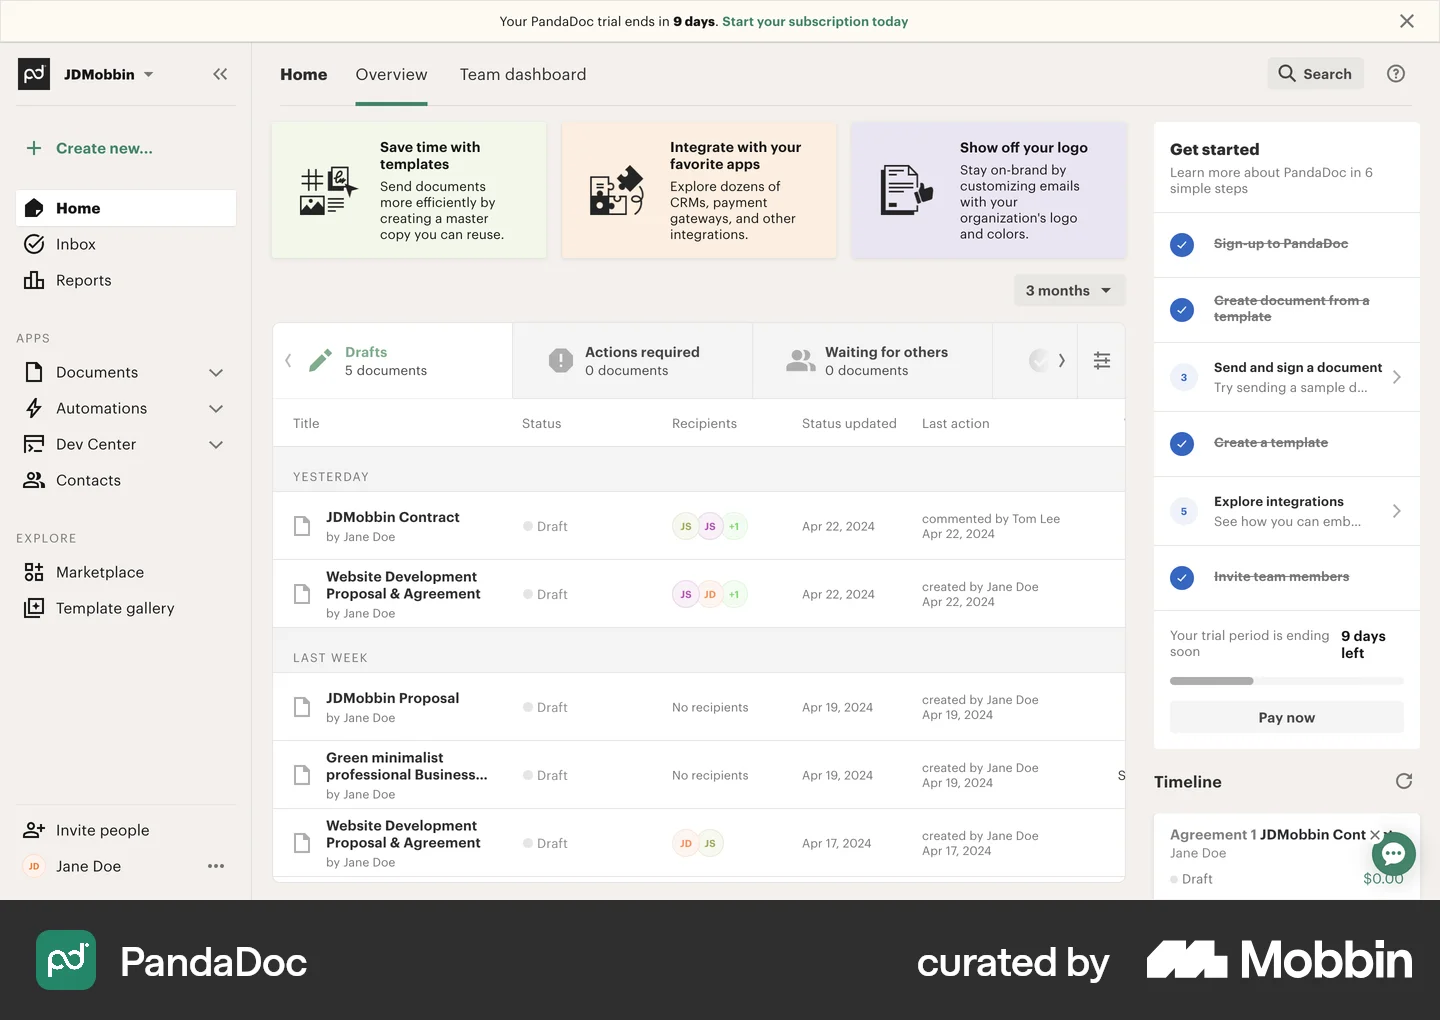 Your PandaDoc trial ends in 9 days. Start your subscription today
pd
JDMobbin
Home
Overview
Team dashboard
Search
Create new...
Home
Inbox
Reports
APPS
Documents
Automations
Dev Center
Contacts
EXPLORE
Marketplace
Template gallery
Invite people
JD
Jane Doe
Save time with
templates
Send documents
more efficiently by
creating a master
copy you can reuse.
Integrate with your
favorite apps
Explore dozens of
CRMs, payment
gateways, and other
integrations.
Show off your logo
Stay on-brand by
customizing emails
with your
organization's logo
and colors.
3 months
Drafts
5 documents
Actions required
0 documents
Waiting for others
0 documents
Title
Status
Recipients
Status updated
Last action
YESTERDAY
JDMobbin Contract
by Jane Doe
Draft
JS JS +1
Apr 22, 2024
commented by Tom Lee
Apr 22, 2024
Website Development
Proposal & Agreement
by Jane Doe
Draft
JS JD +1
Apr 22, 2024
created by Jane Doe
Apr 22, 2024
LAST WEEK
JDMobbin Proposal
by Jane Doe
Draft
No recipients
Apr 19, 2024
created by Jane Doe
Apr 19, 2024
Green minimalist
professional Business...
by Jane Doe
Draft
No recipients
Apr 19, 2024
created by Jane Doe
Apr 19, 2024
Website Development
Proposal & Agreement
by Jane Doe
Draft
JD JS
Apr 17, 2024
created by Jane Doe
Apr 17, 2024
Get started
Learn more about PandaDoc in 6
simple steps
Sign-up to PandaDoc
Create document from a
template
3
Send and sign a document
Try sending a sample d...
Create a template
5
Explore integrations
See how you can emb...
Invite team members
Your trial period is ending
soon
9 days
left
Pay now
Timeline
Agreement 1 JDMobbin Cont
Jane Doe
Draft
$0.00
pd
PandaDoc
curated by
Mobbin